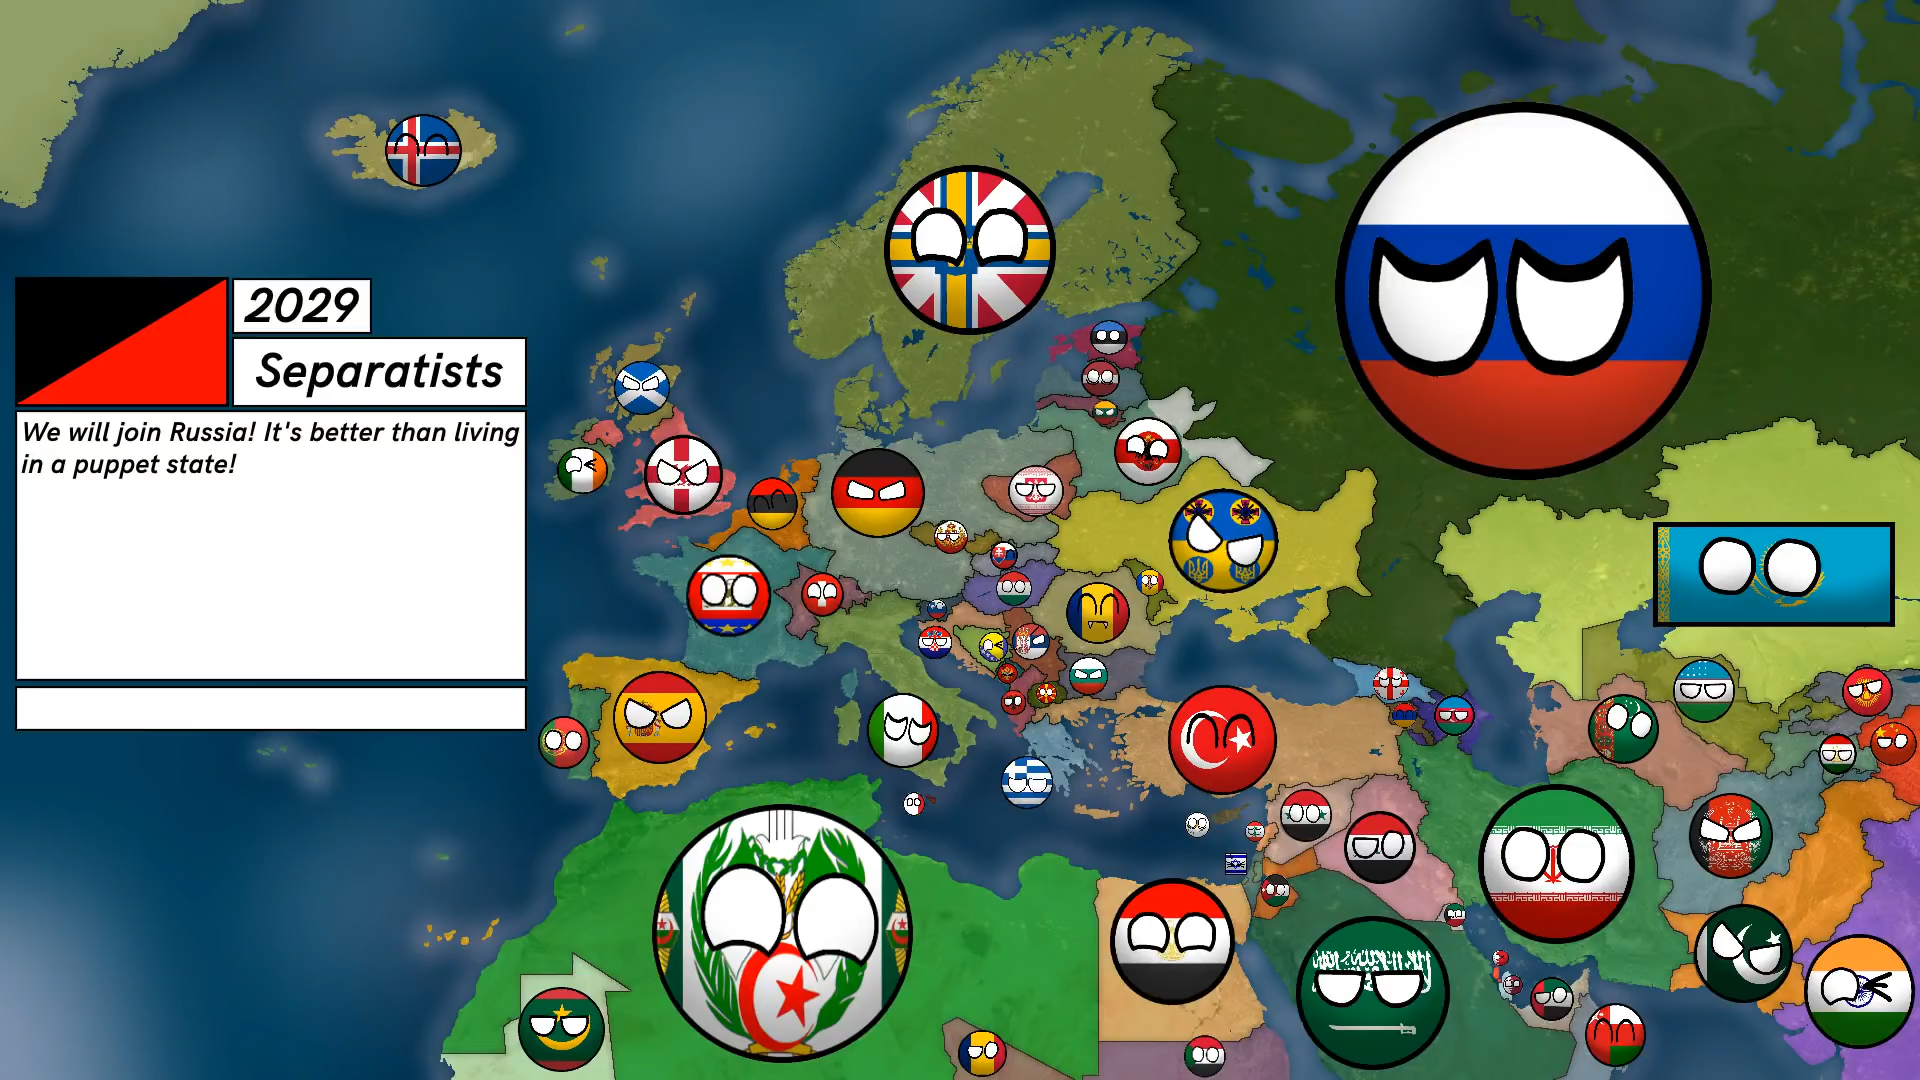 2029
Separatists
We will join Russia! It's better than living
in a puppet state!